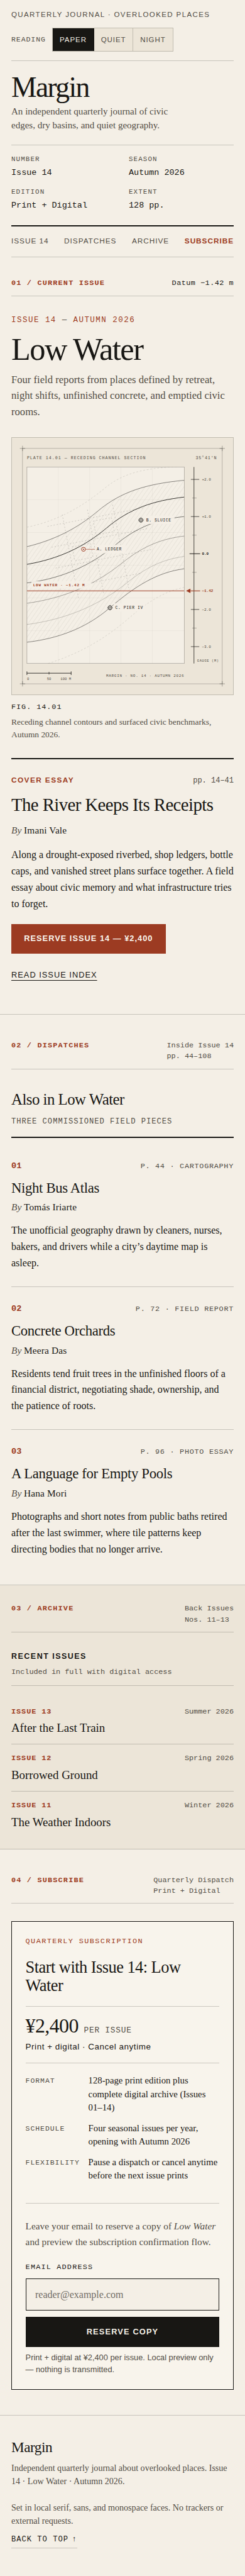 QUARTERLY JOURNAL · OVERLOOKED PLACES
READING PAPER QUIET NIGHT
Margin
An independent quarterly journal of civic
edges, dry basins, and quiet geography.
NUMBER SEASON
Issue 14 Autumn 2026
EDITION EXTENT
Print + Digital 128 pp.
ISSUE 14 DISPATCHES ARCHIVE SUBSCRIBE
01 / CURRENT ISSUE Datum −1.42 m
ISSUE 14 — AUTUMN 2026
Low Water
Four field reports from places defined by retreat,
night shifts, unfinished concrete, and emptied civic
rooms.
PLATE 14.01 — RECEDING CHANNEL SECTION 35°41'N
B. SLUICE
A. LEDGER
LOW WATER · −1.42 M
C. PIER IV
+2.0
+1.0
0.0
−1.42
−2.0
−3.0
GAUGE (M)
0 50 100 M
MARGIN · NO. 14 · AUTUMN 2026
FIG. 14.01
Receding channel contours and surfaced civic benchmarks,
Autumn 2026.
COVER ESSAY pp. 14–41
The River Keeps Its Receipts
By Imani Vale
Along a drought-exposed riverbed, shop ledgers, bottle
caps, and vanished street plans surface together. A field
essay about civic memory and what infrastructure tries
to forget.
RESERVE ISSUE 14 — ¥2,400
READ ISSUE INDEX
02 / DISPATCHES Inside Issue 14
pp. 44–108
Also in Low Water
THREE COMMISSIONED FIELD PIECES
01 P. 44 · CARTOGRAPHY
Night Bus Atlas
By Tomás Iriarte
The unofficial geography drawn by cleaners, nurses,
bakers, and drivers while a city’s daytime map is
asleep.
02 P. 72 · FIELD REPORT
Concrete Orchards
By Meera Das
Residents tend fruit trees in the unfinished floors of a
financial district, negotiating shade, ownership, and
the patience of roots.
03 P. 96 · PHOTO ESSAY
A Language for Empty Pools
By Hana Mori
Photographs and short notes from public baths retired
after the last swimmer, where tile patterns keep
directing bodies that no longer arrive.
03 / ARCHIVE Back Issues
Nos. 11–13
RECENT ISSUES
Included in full with digital access
ISSUE 13 Summer 2026
After the Last Train
ISSUE 12 Spring 2026
Borrowed Ground
ISSUE 11 Winter 2026
The Weather Indoors
04 / SUBSCRIBE Quarterly Dispatch
Print + Digital
QUARTERLY SUBSCRIPTION
Start with Issue 14: Low
Water
¥2,400 PER ISSUE
Print + digital · Cancel anytime
FORMAT 128-page print edition plus
complete digital archive (Issues
01–14)
SCHEDULE Four seasonal issues per year,
opening with Autumn 2026
FLEXIBILITY Pause a dispatch or cancel anytime
before the next issue prints
Leave your email to reserve a copy of Low Water
and preview the subscription confirmation flow.
EMAIL ADDRESS
reader@example.com
RESERVE COPY
Print + digital at ¥2,400 per issue. Local preview only
— nothing is transmitted.
Margin
Independent quarterly journal about overlooked places. Issue
14 · Low Water · Autumn 2026.
Set in local serif, sans, and monospace faces. No trackers or
external requests.
BACK TO TOP ↑